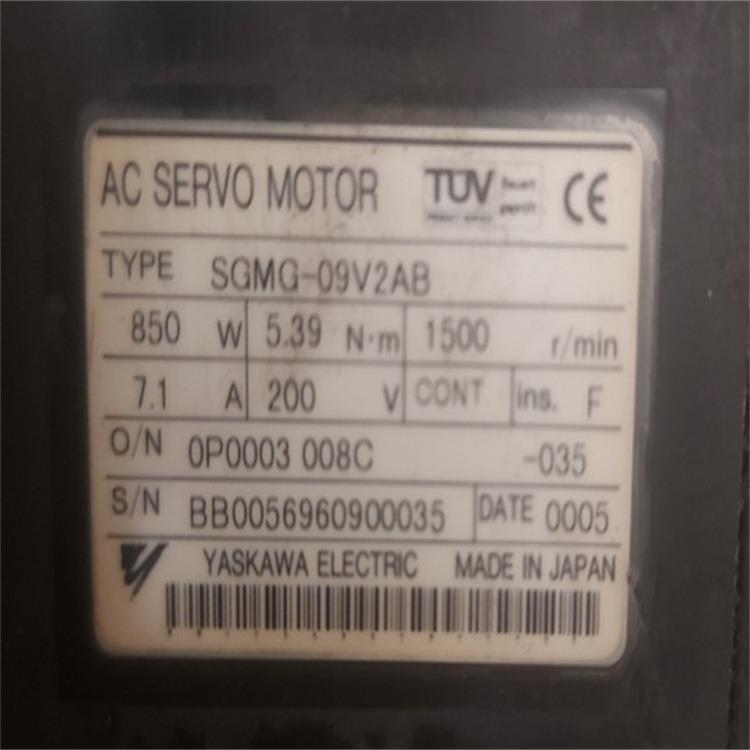 AC SERVO MOTOR TÜV CE
TYPE SGMG-09V2AB
850 W 5.39 N·m 1500 r/min
7.1 A 200 V CONT ins. F
O/N 0P0003 008C -035
S/N BB0056960900035 DATE 0005
YASKAWA ELECTRIC MADE IN JAPAN